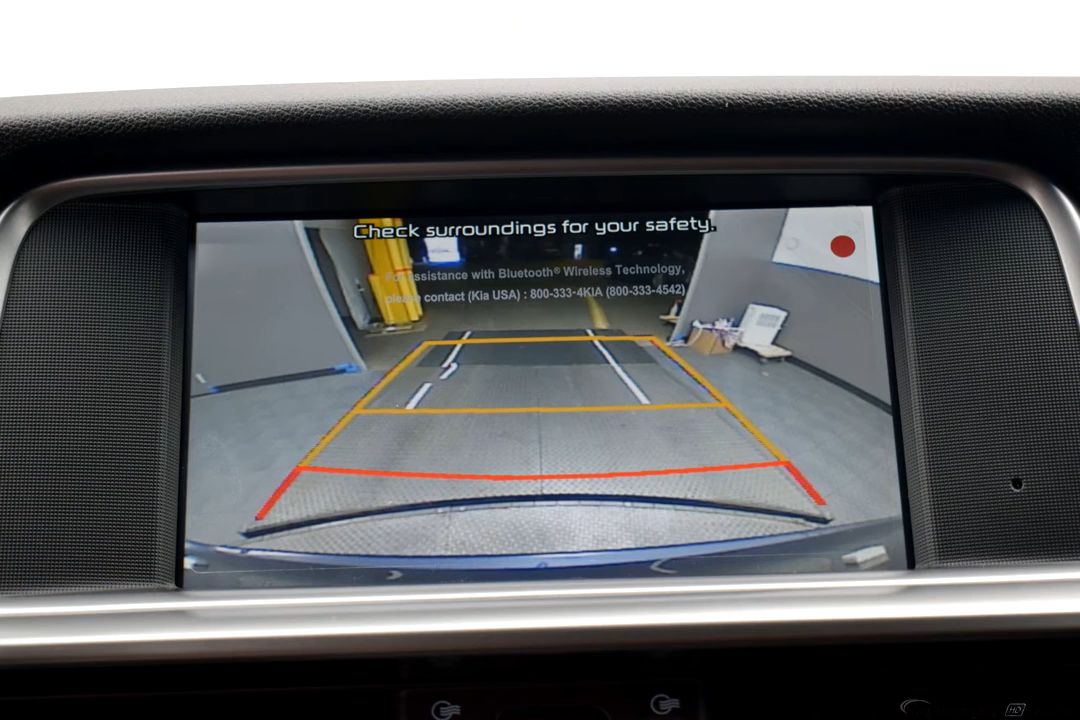 Check surroundings for your safety.
For assistance with Bluetooth® Wireless Technology,
please contact (Kia USA) : 800-333-4KIA (800-333-4542)
HD